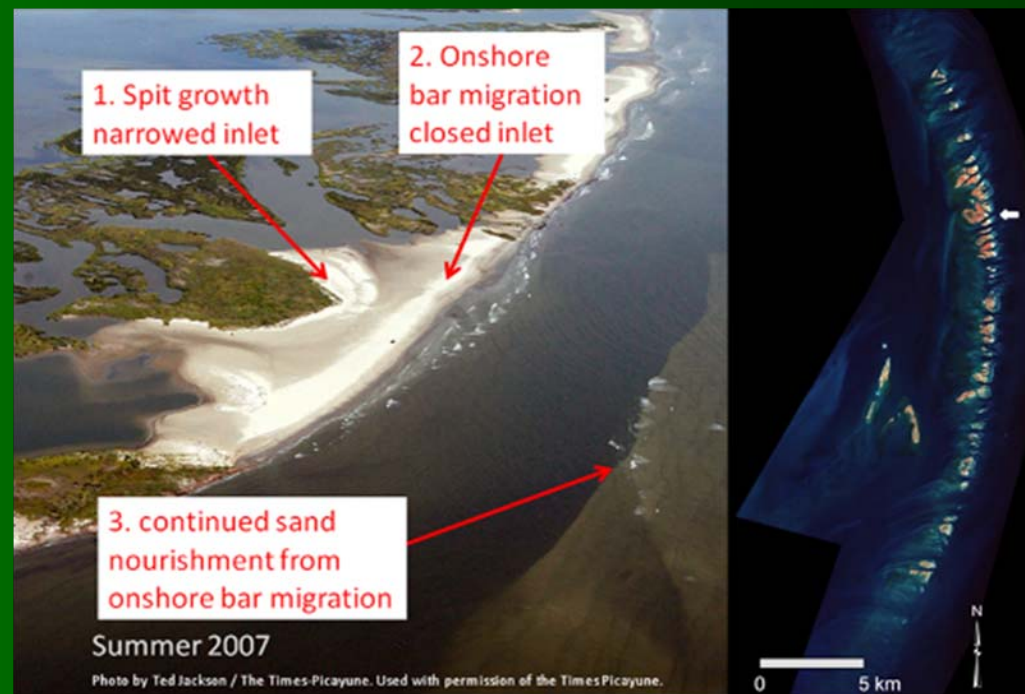 1. Spit growth
narrowed inlet
2. Onshore
bar migration
closed inlet
3. continued sand
nourishment from
onshore bar migration
Summer 2007
Photo by Ted Jackson / The Times-Picayune. Used with permission of the Times Picayune.
N
0 5 km